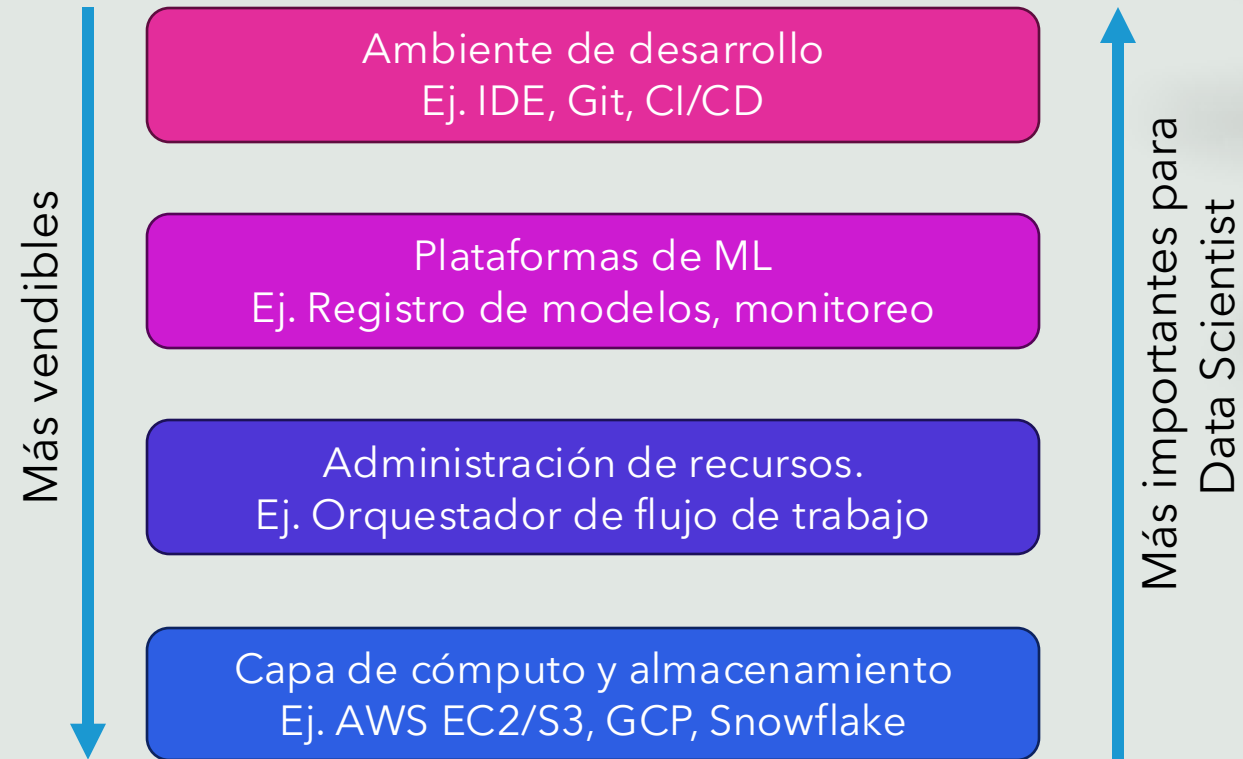 Ambiente de desarrollo
Ej. IDE, Git, CI/CD
Plataformas de ML
Ej. Registro de modelos, monitoreo
Administración de recursos.
Ej. Orquestador de flujo de trabajo
Capa de cómputo y almacenamiento
Ej. AWS EC2/S3, GCP, Snowflake
Más vendibles
Más importantes para
Data Scientist